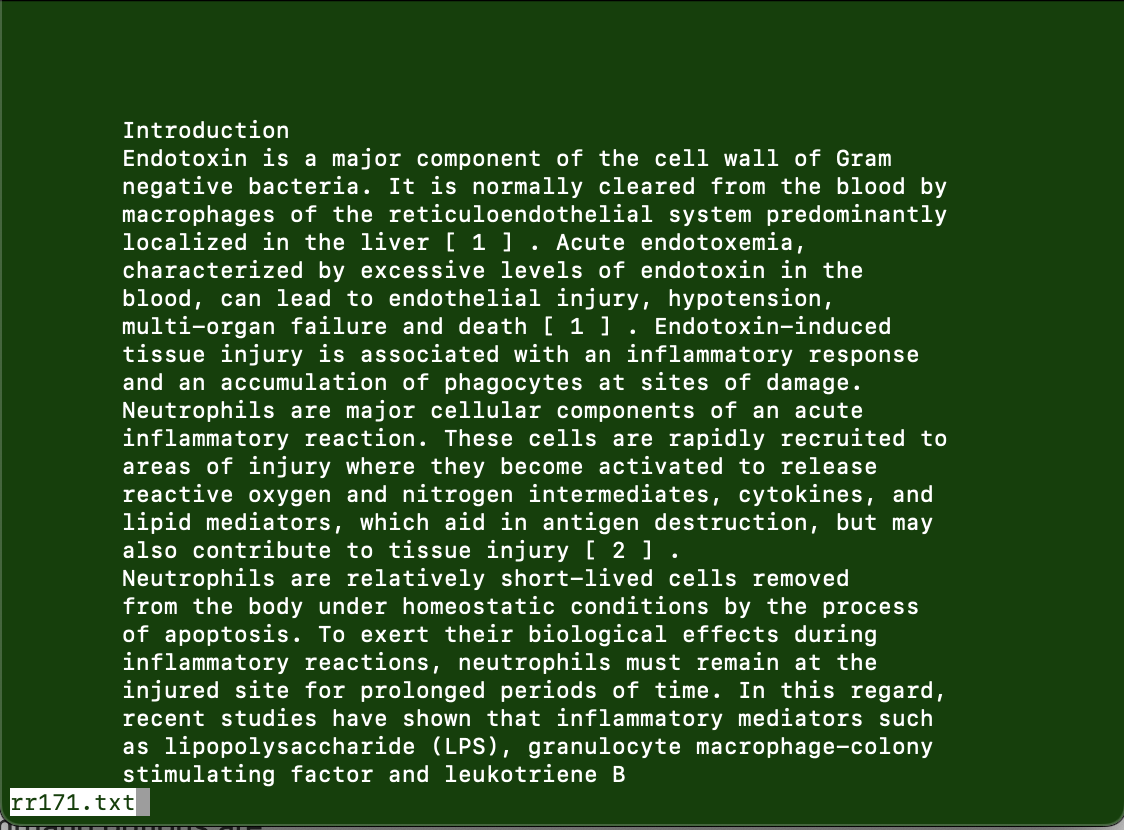 Introduction
Endotoxin is a major component of the cell wall of Gram
negative bacteria. It is normally cleared from the blood by
macrophages of the reticuloendothelial system predominantly
localized in the liver [ 1 ] . Acute endotoxemia,
characterized by excessive levels of endotoxin in the
blood, can lead to endothelial injury, hypotension,
multi-organ failure and death [ 1 ] . Endotoxin-induced
tissue injury is associated with an inflammatory response
and an accumulation of phagocytes at sites of damage.
Neutrophils are major cellular components of an acute
inflammatory reaction. These cells are rapidly recruited to
areas of injury where they become activated to release
reactive oxygen and nitrogen intermediates, cytokines, and
lipid mediators, which aid in antigen destruction, but may
also contribute to tissue injury [ 2 ] .
Neutrophils are relatively short-lived cells removed
from the body under homeostatic conditions by the process
of apoptosis. To exert their biological effects during
inflammatory reactions, neutrophils must remain at the
injured site for prolonged periods of time. In this regard,
recent studies have shown that inflammatory mediators such
as lipopolysaccharide (LPS), granulocyte macrophage-colony
stimulating factor and leukotriene B
rr171.txt